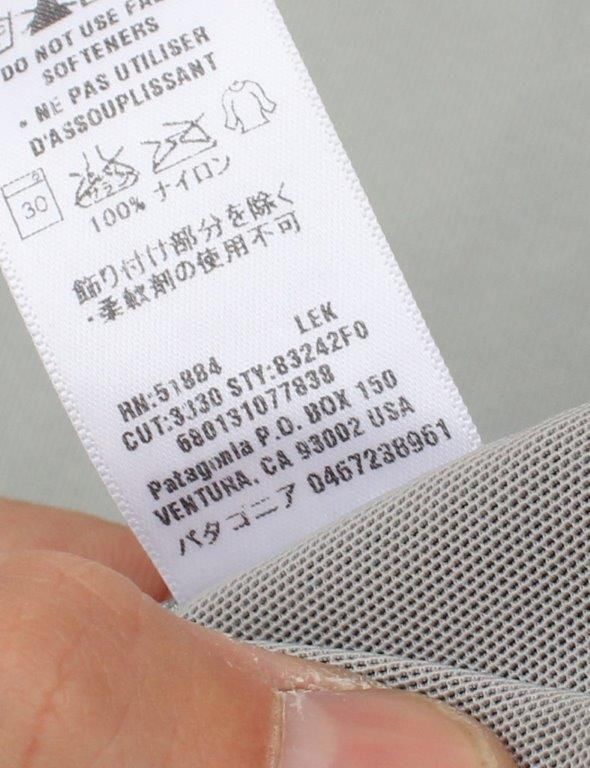 DO NOT USE FA
SOFTENERS
・NE PAS UTILISER
D'ASSOUPLISSANT
30
100% ナイロン
飾り付け部分を除く
・柔軟剤の使用不可
LEK
RN:51884 STY:83242F0
CUT:3J30
680131077838
Patagonia P.O. BOX 150
VENTURA, CA 93002 USA
パタゴニア 0467238961